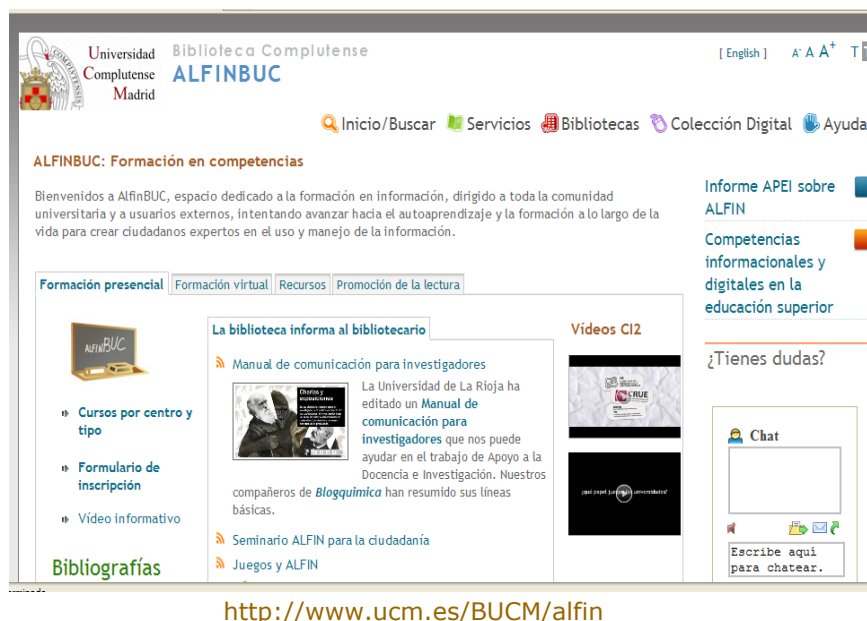 Universidad
Complutense
Madrid
Biblioteca Complutense
ALFINBUC
[ English ] A- A A+ T T
Inicio/Buscar Servicios Bibliotecas Colección Digital Ayuda
ALFINBUC: Formación en competencias
Bienvenidos a AlfinBUC, espacio dedicado a la formación en información, dirigido a toda la comunidad
universitaria y a usuarios externos, intentando avanzar hacia el autoaprendizaje y la formación a lo largo de la
vida para crear ciudadanos expertos en el uso y manejo de la información.
Formación presencial Formación virtual Recursos Promoción de la lectura
ALFINBUC
Cursos por centro y
tipo
Formulario de
inscripción
Vídeo informativo
Bibliografías
La biblioteca informa al bibliotecario
Manual de comunicación para investigadores
Charlas y
exposiciones
La Universidad de La Rioja ha
editado un Manual de
comunicación para
investigadores que nos puede
ayudar en el trabajo de Apoyo a la
Docencia e Investigación. Nuestros
compañeros de Blogquimica han resumido sus líneas
básicas.
Seminario ALFIN para la ciudadanía
Juegos y ALFIN
Vídeos CI2
CRUE
¿qué papel juegan las universidades?
Informe APEI sobre
ALFIN
Competencias
informacionales y
digitales en la
educación superior
¿Tienes dudas?
Chat
Escribe aquí
para chatear.
http://www.ucm.es/BUCM/alfin